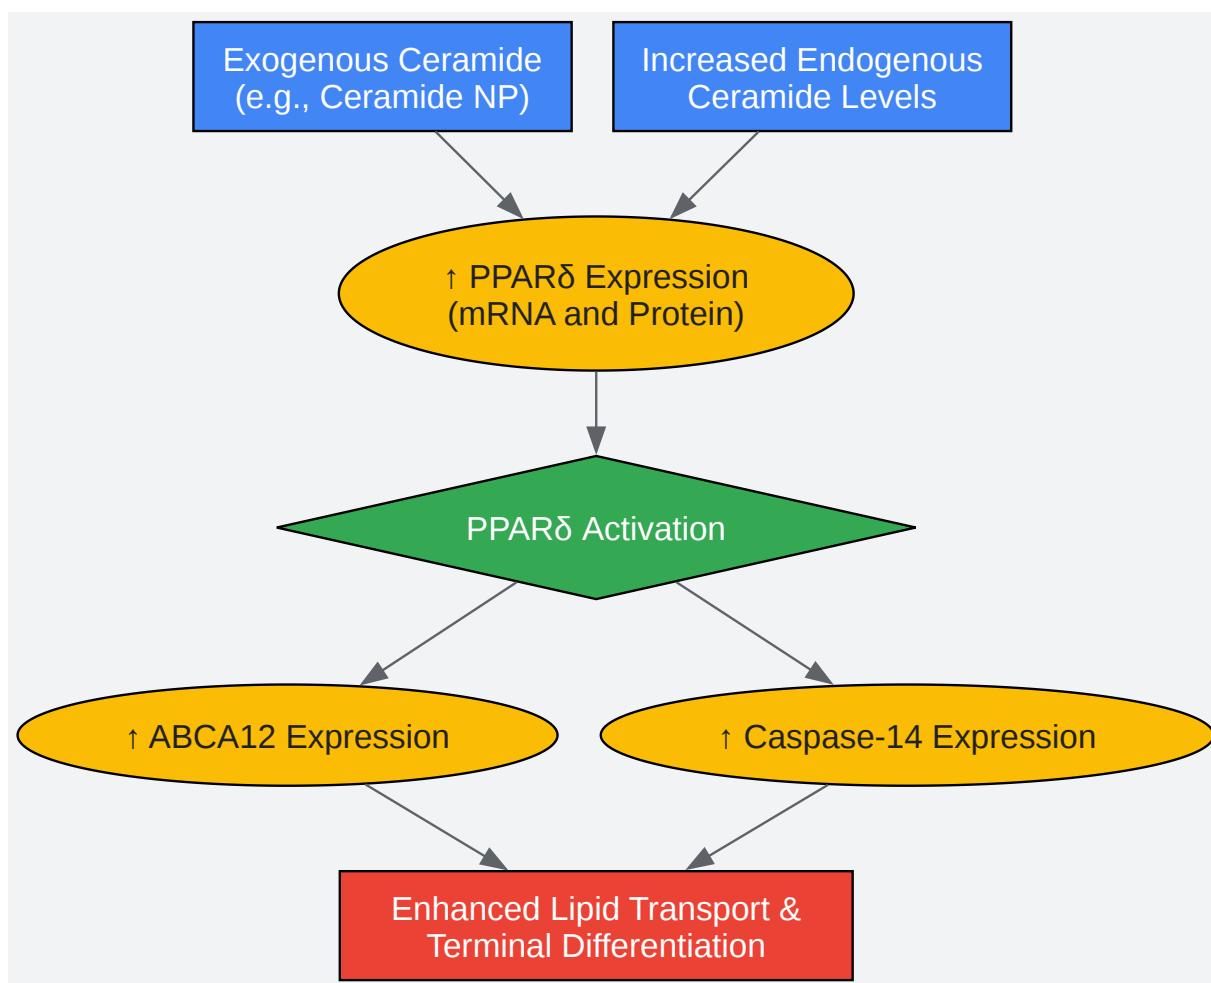 Exogenous Ceramide
(e.g., Ceramide NP)
Increased Endogenous
Ceramide Levels
↑ PPARδ Expression
(mRNA and Protein)
PPARδ Activation
↑ ABCA12 Expression
↑ Caspase-14 Expression
Enhanced Lipid Transport &
Terminal Differentiation